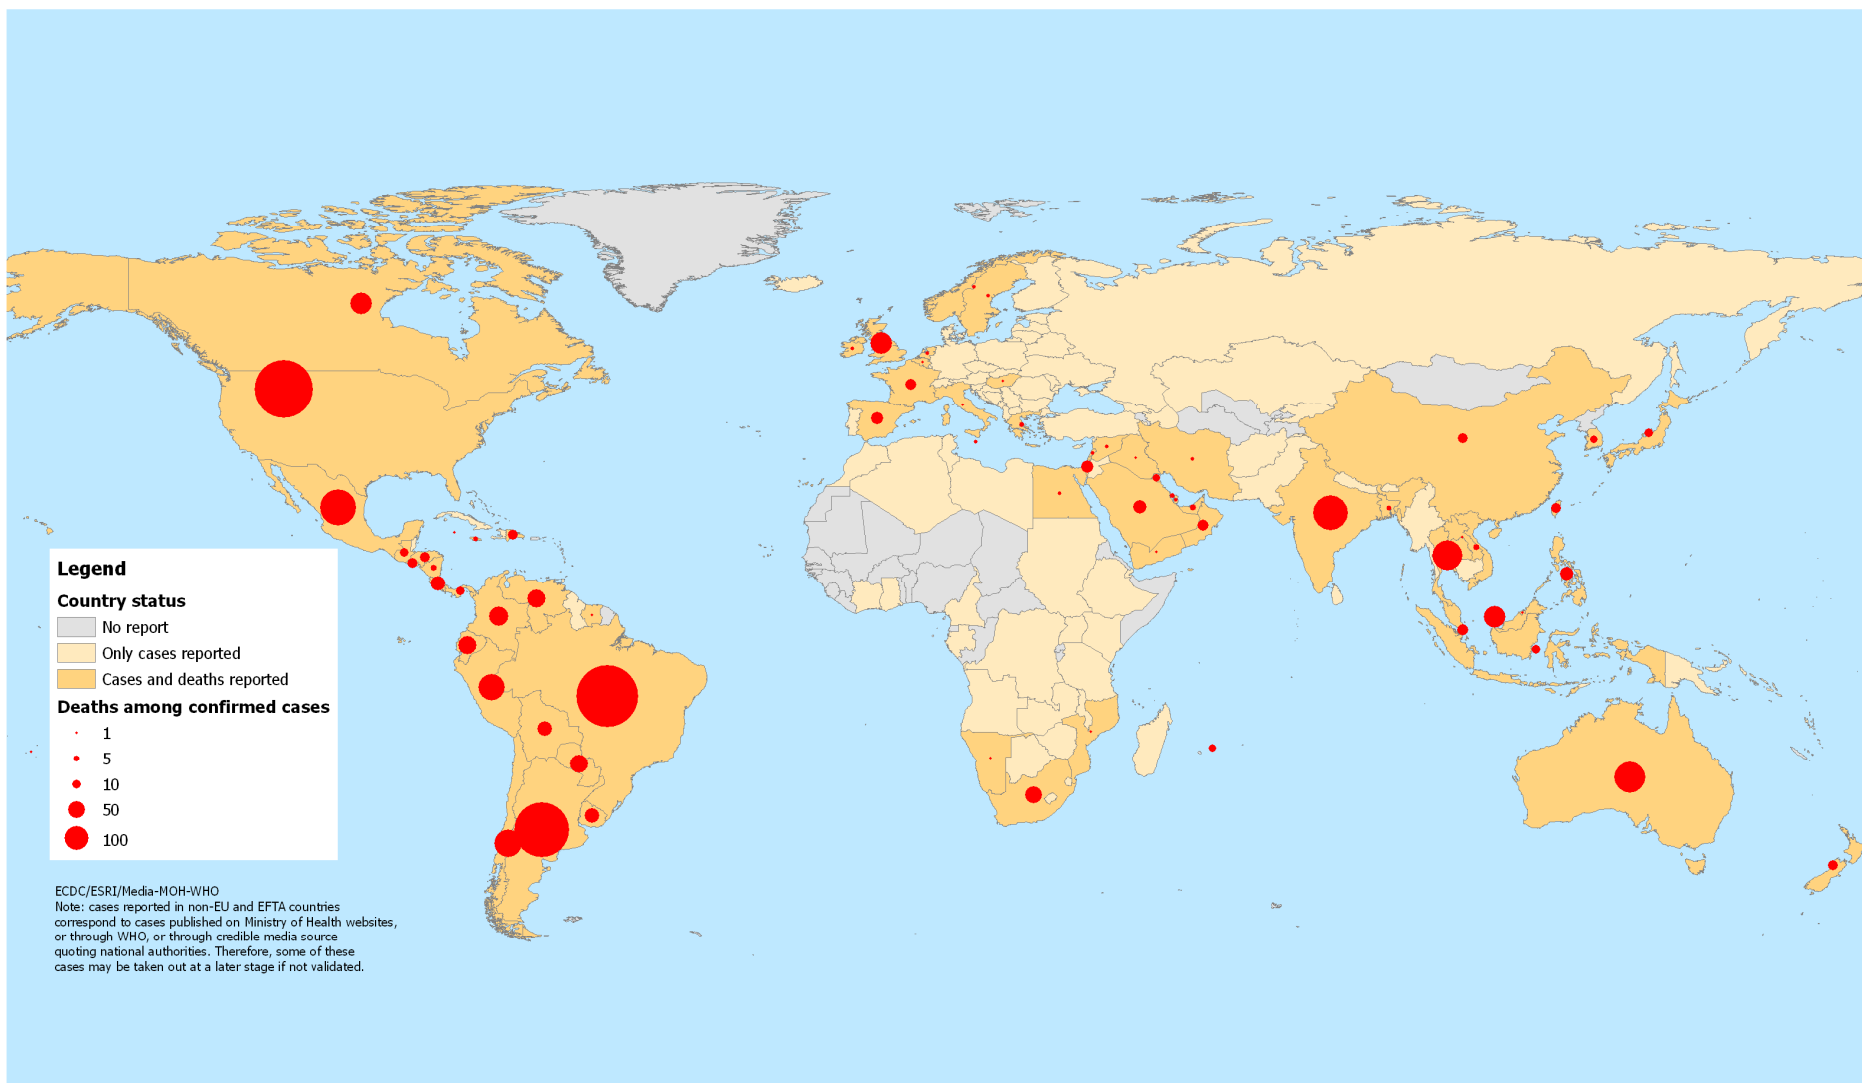 Legend
Country status
No report
Only cases reported
Cases and deaths reported
Deaths among confirmed cases
1
5
10
50
100
ECDC/ESRI/Media-MOH-WHO
Note: cases reported in non-EU and EFTA countries
correspond to cases published on Ministry of Health websites,
or through WHO, or through credible media source
quoting national authorities. Therefore, some of these
cases may be taken out at a later stage if not validated.